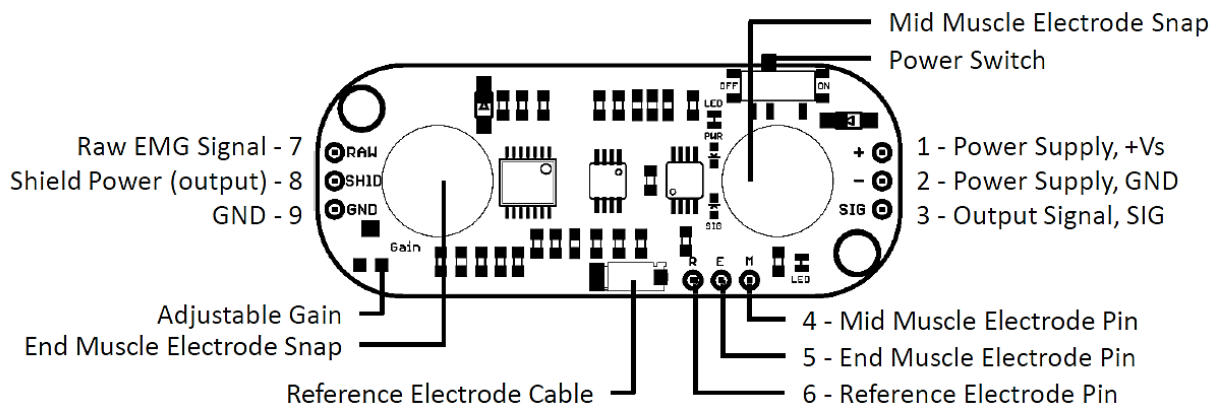 Mid Muscle Electrode Snap
Power Switch
OFF
ON
LED
PWR
Raw EMG Signal - 7
RAW
+
1 - Power Supply, +Vs
Shield Power (output) - 8
SHID
-
2 - Power Supply, GND
GND - 9
GND
SIG
SIG
3 - Output Signal, SIG
Gain
R E M
LED
Adjustable Gain
4 - Mid Muscle Electrode Pin
End Muscle Electrode Snap
5 - End Muscle Electrode Pin
Reference Electrode Cable
6 - Reference Electrode Pin